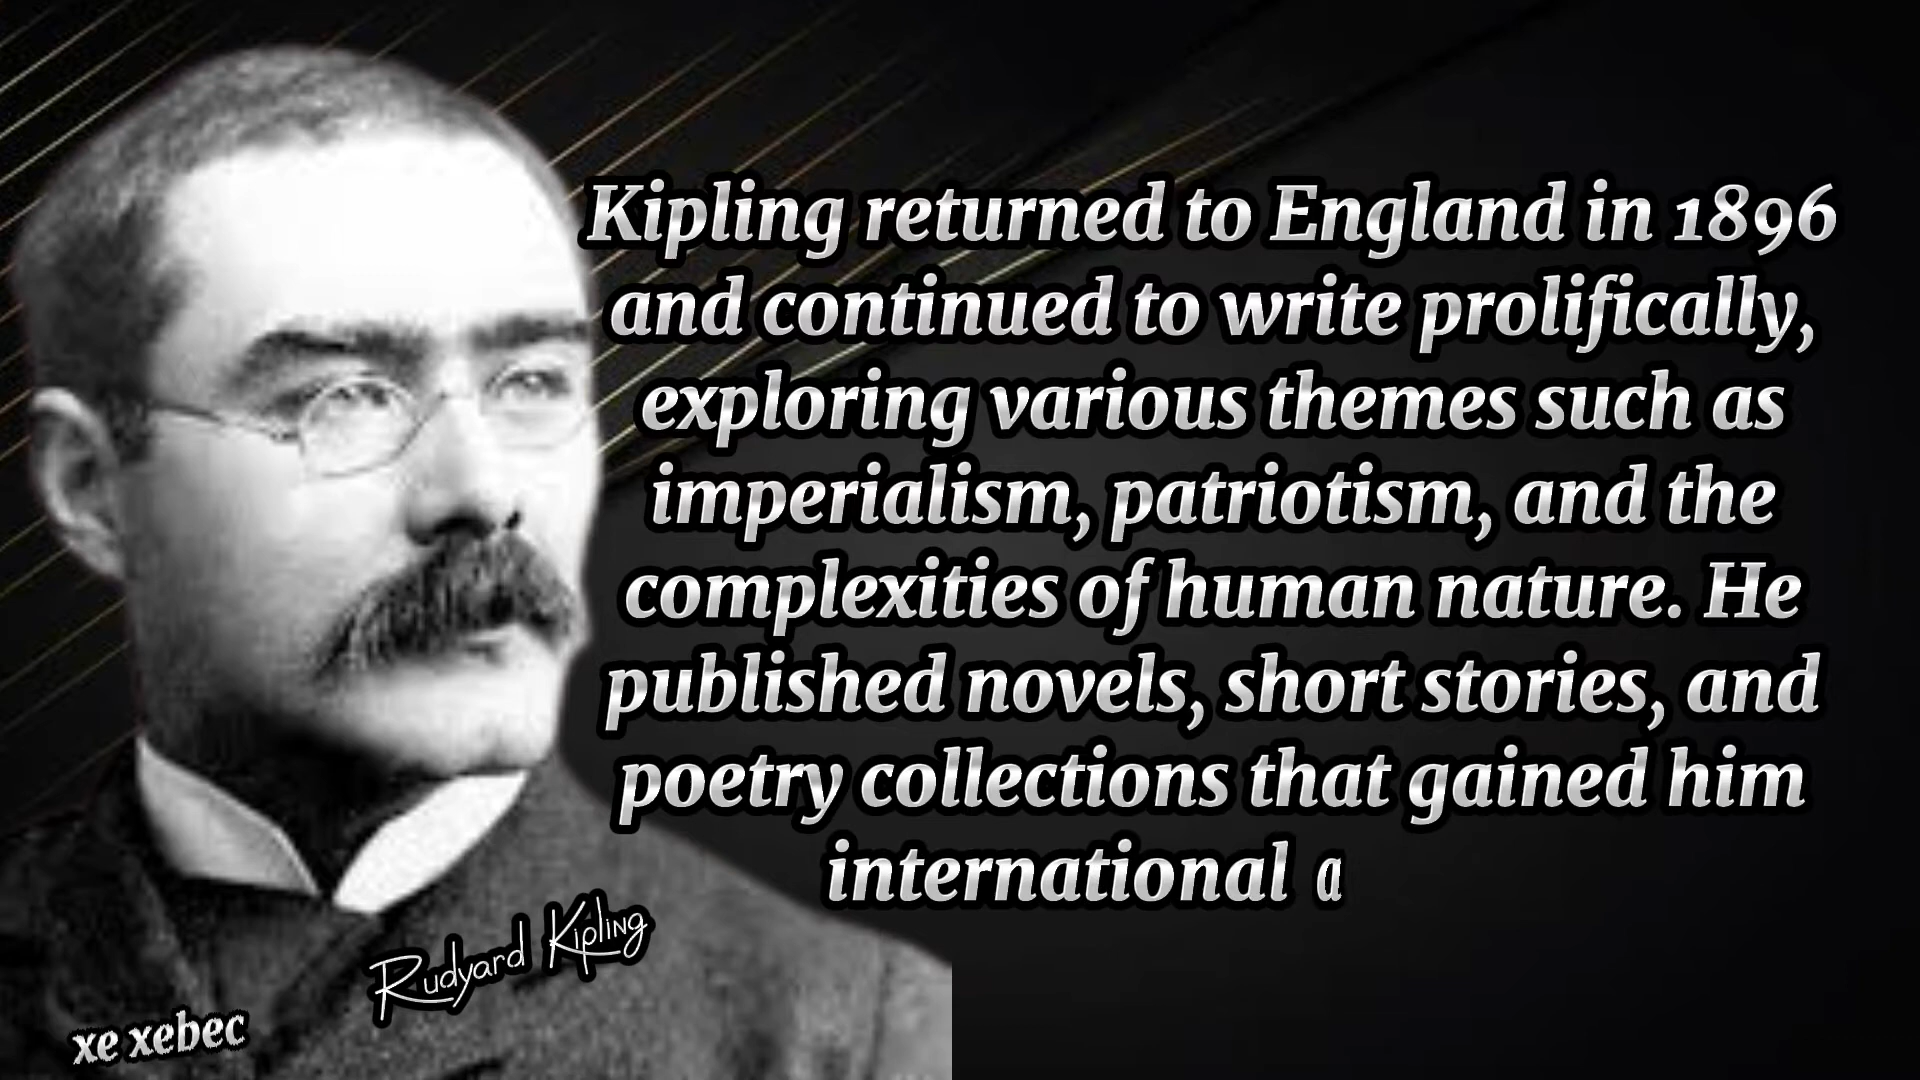 Kipling returned to England in 1896
and continued to write prolifically,
exploring various themes such as
imperialism, patriotism, and the
complexities of human nature. He
published novels, short stories, and
poetry collections that gained him
international a
Rudyard Kipling
xe xebec